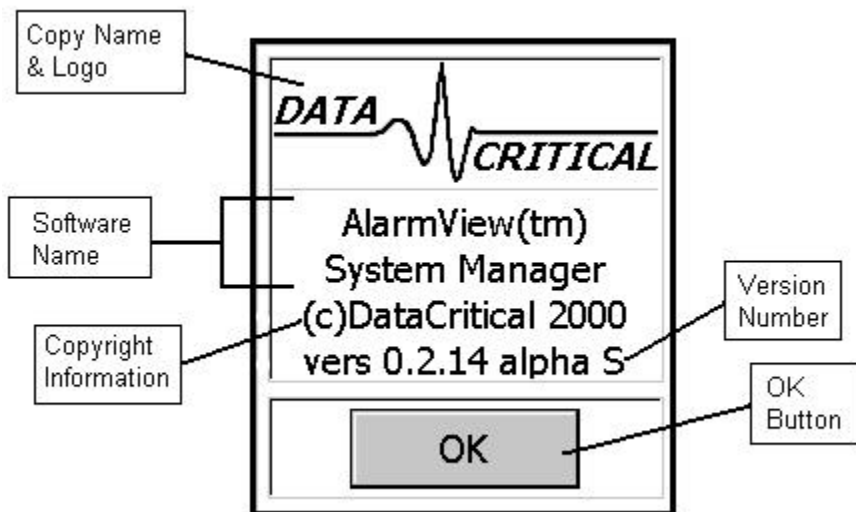 Copy Name
& Logo
DATA
CRITICAL
Software
Name
AlarmView(tm)
System Manager
(c)DataCritical 2000
vers 0.2.14 alpha S
Version
Number
Copyright
Information
OK
OK
Button